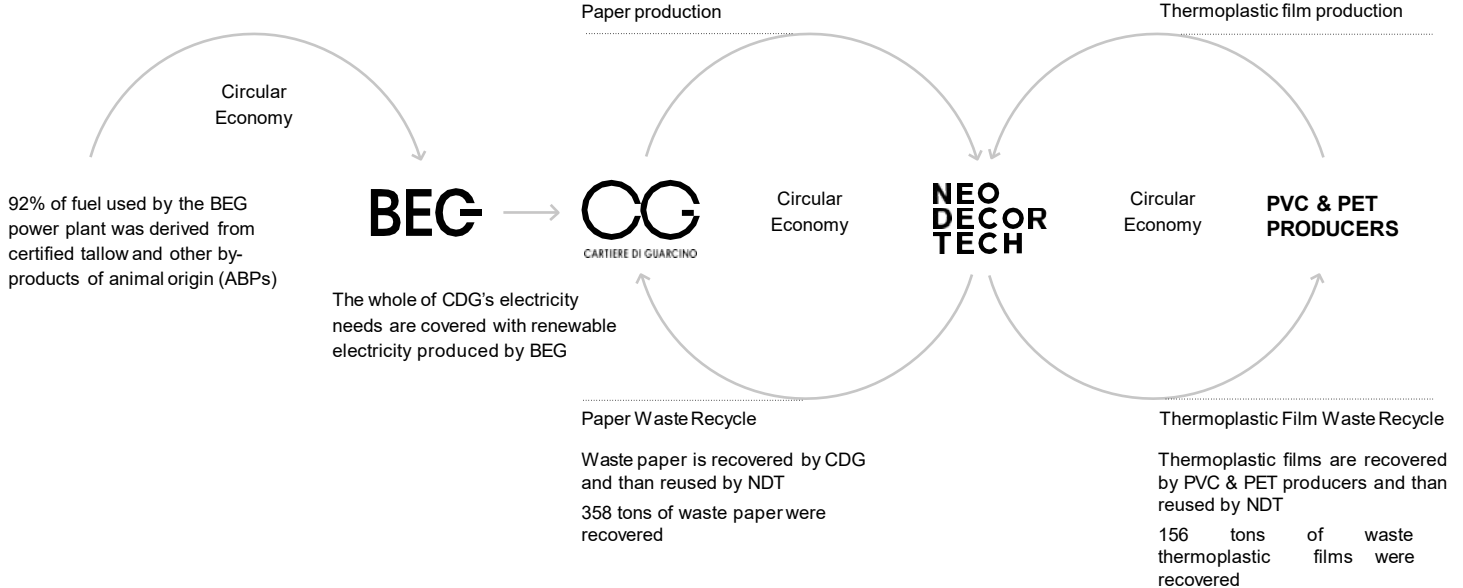 Paper production
Thermoplastic film production
Circular
Economy
92% of fuel used by the BEG
power plant was derived from
certified tallow and other by-
products of animal origin (ABPs)
BEG
The whole of CDG's electricity
needs are covered with renewable
electricity produced by BEG
CG
CARTIERE DI GUARCINO
Circular
Economy
NEO
DECOR
TECH
Circular
Economy
PVC & PET
PRODUCERS
Paper Waste Recycle
Waste paper is recovered by CDG
and than reused by NDT
358 tons of waste paper were
recovered
Thermoplastic Film Waste Recycle
Thermoplastic films are recovered
by PVC & PET producers and than
reused by NDT
156 tons of waste
thermoplastic films were
recovered